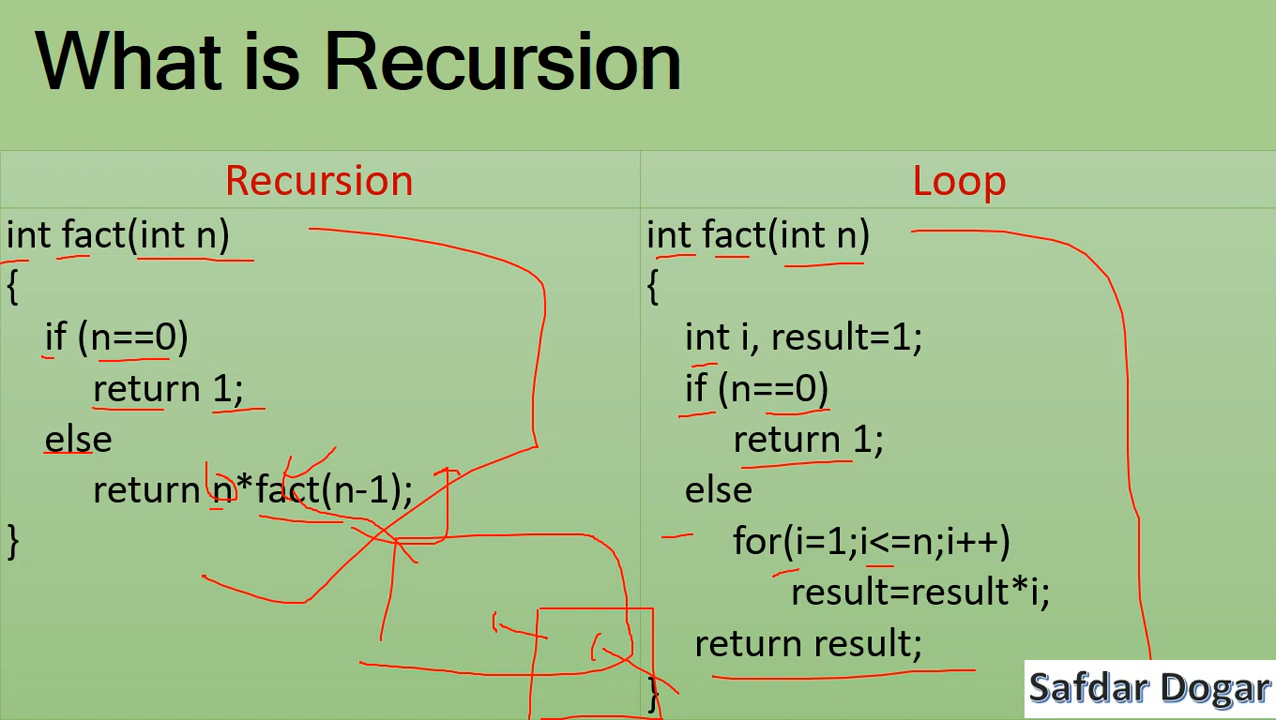 What is Recursion
Recursion
int fact(int n)
{
if (n==0)
return 1;
else
return n*fact(n-1);
}
Loop
int fact(int n)
{
int i, result=1;
if (n==0)
return 1;
else
for(i=1;i<=n;i++)
result=result*i;
return result;
}
Safdar Dogar